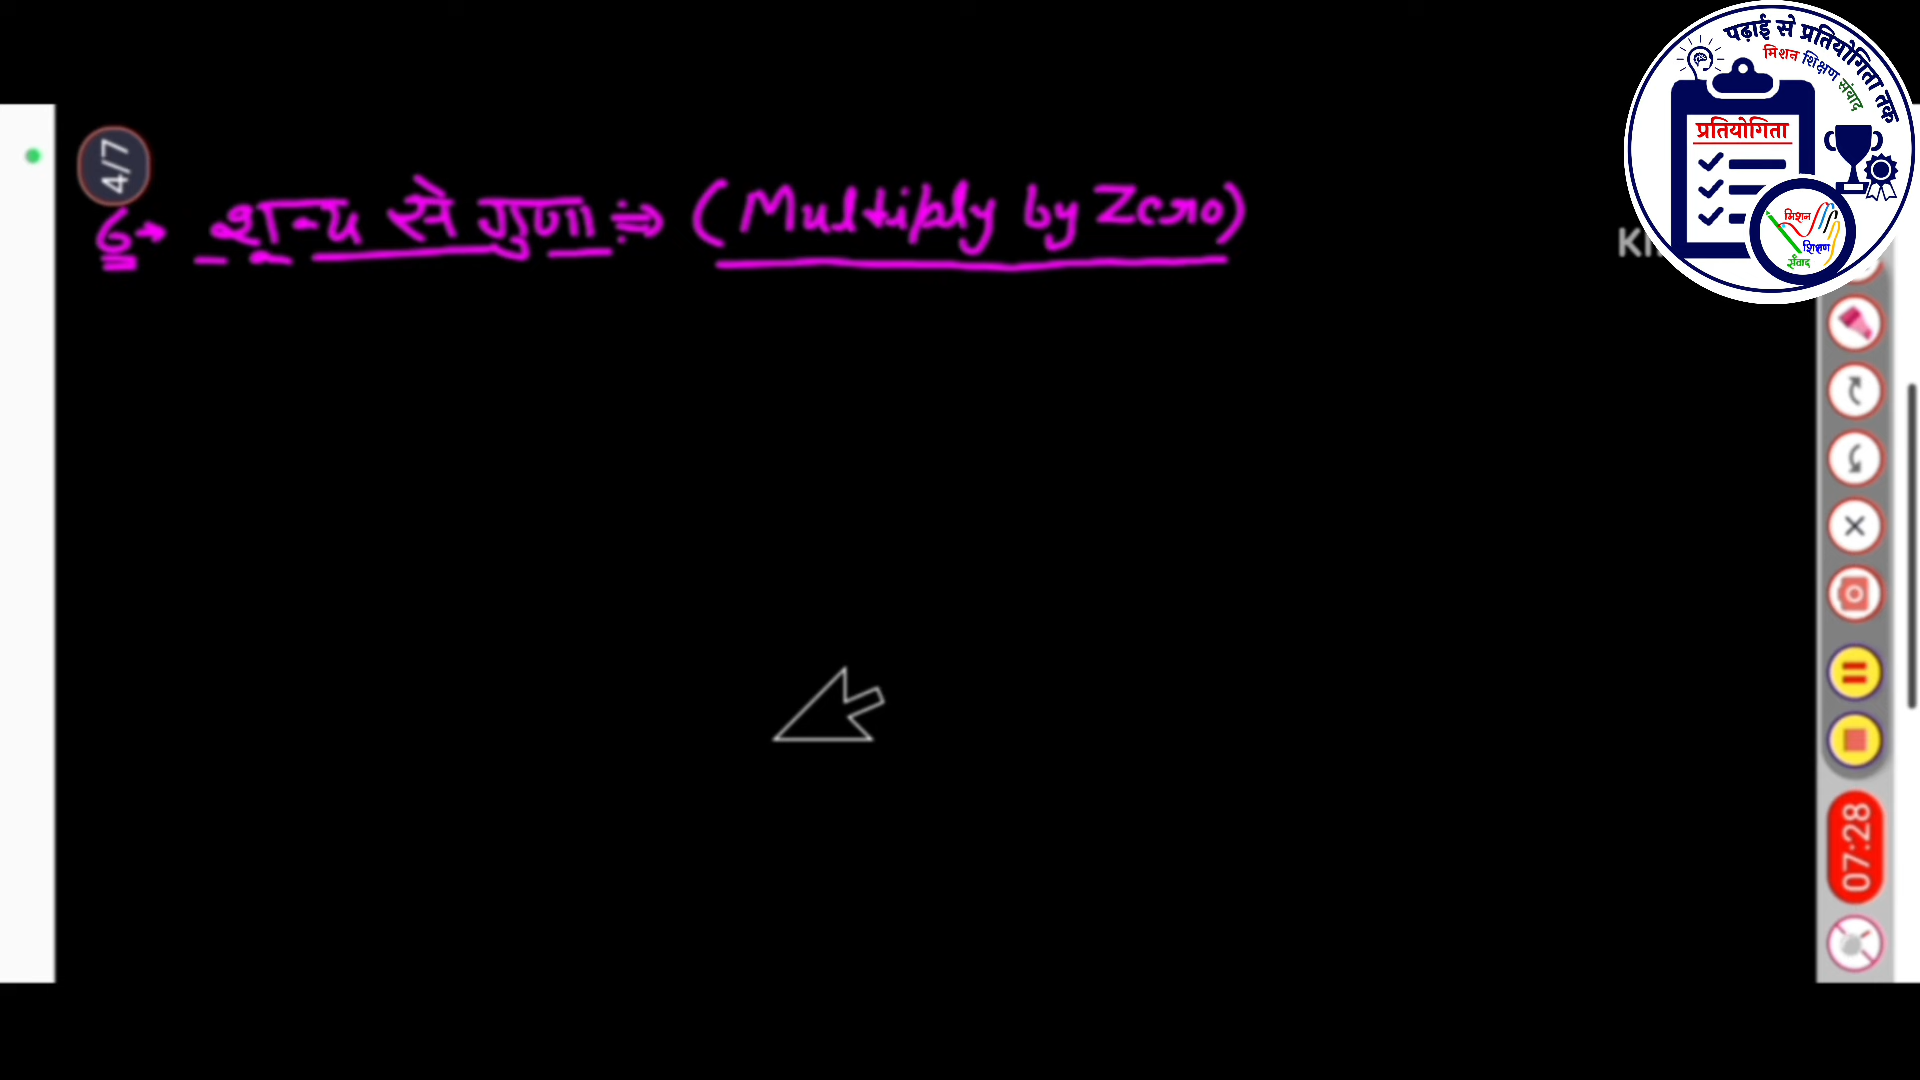 पढ़ाई से प्रतियोगिता तक
मिशन शिक्षण संवाद
प्रतियोगिता
मिशन
शिक्षण
संवाद
4/7
6→ शून्य से गुणा ⇒ (Multiply by Zero)
07:28